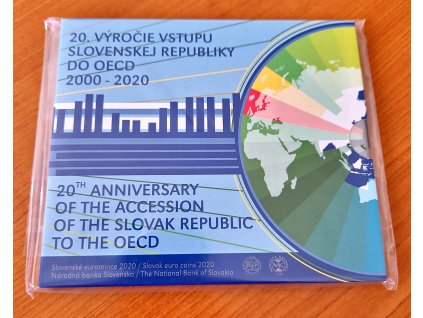 20. VÝROČIE VSTUPU
SLOVENSKEJ REPUBLIKY
DO OECD
2000 - 2020
20TH ANNIVERSARY
OF THE ACCESSION
OF THE SLOVAK REPUBLIC
TO THE OECD
Slovenské euromince 2020 / Slovak euro coins 2020
Národná banka Slovenska / The National Bank of Slovakia